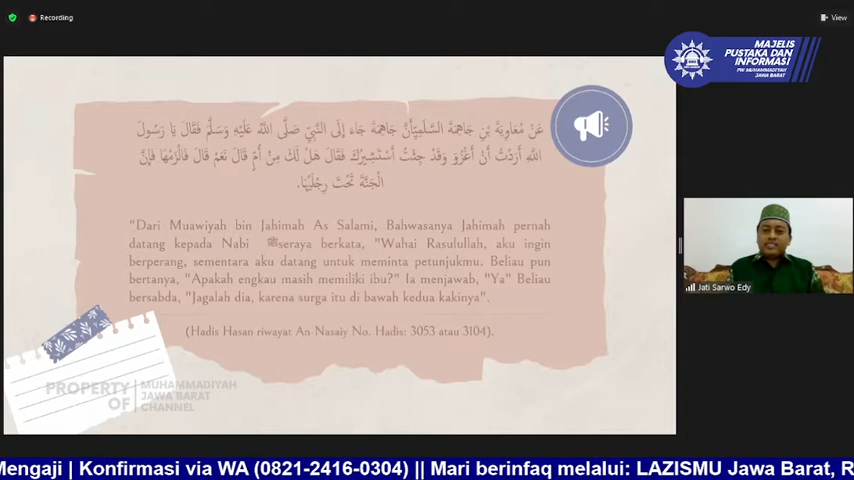 Recording
View
MAJELIS
PUSTAKA DAN
INFORMASI
PW MUHAMMADIYAH
JAWA BARAT
عَنْ مُعَاوِيَةَ بْنِ جَاهِمَةَ السَّلَمِيِّأَنَّ جَاهِمَةَ جَاءَ إِلَى النَّبِيِّ صَلَّى اللَّهُ عَلَيْهِ وَسَلَّمَ فَقَالَ يَا رَسُولَ
اللَّهِ أَرَدْتُ أَنْ أَغْزُوَ وَقَدْ جِئْتُ أَسْتَشِيرُكَ فَقَالَ هَلْ لَكَ مِنْ أُمٍّ قَالَ نَعَمْ قَالَ فَالْزَمْهَا فَإِنَّ
الْجَنَّةَ تَحْتَ رِجْلَيْهَا.
"Dari Muawiyah bin Jahimah As Salami, Bahwasanya Jahimah pernah
datang kepada Nabi ﷺseraya berkata, "Wahai Rasulullah, aku ingin
berperang, sementara aku datang untuk meminta petunjukmu. Beliau pun
bertanya, "Apakah engkau masih memiliki ibu?" Ia menjawab, "Ya" Beliau
bersabda, "Jagalah dia, karena surga itu di bawah kedua kakinya".
(Hadis Hasan riwayat An-Nasaiy No. Hadis: 3053 atau 3104).
Jati Sarwo Edy
PROPERTY OF
MUHAMMADIYAH
JAWA BARAT
CHANNEL
Mengaji | Konfirmasi via WA (0821-2416-0304) || Mari berinfaq melalui: LAZISMU Jawa Barat, R